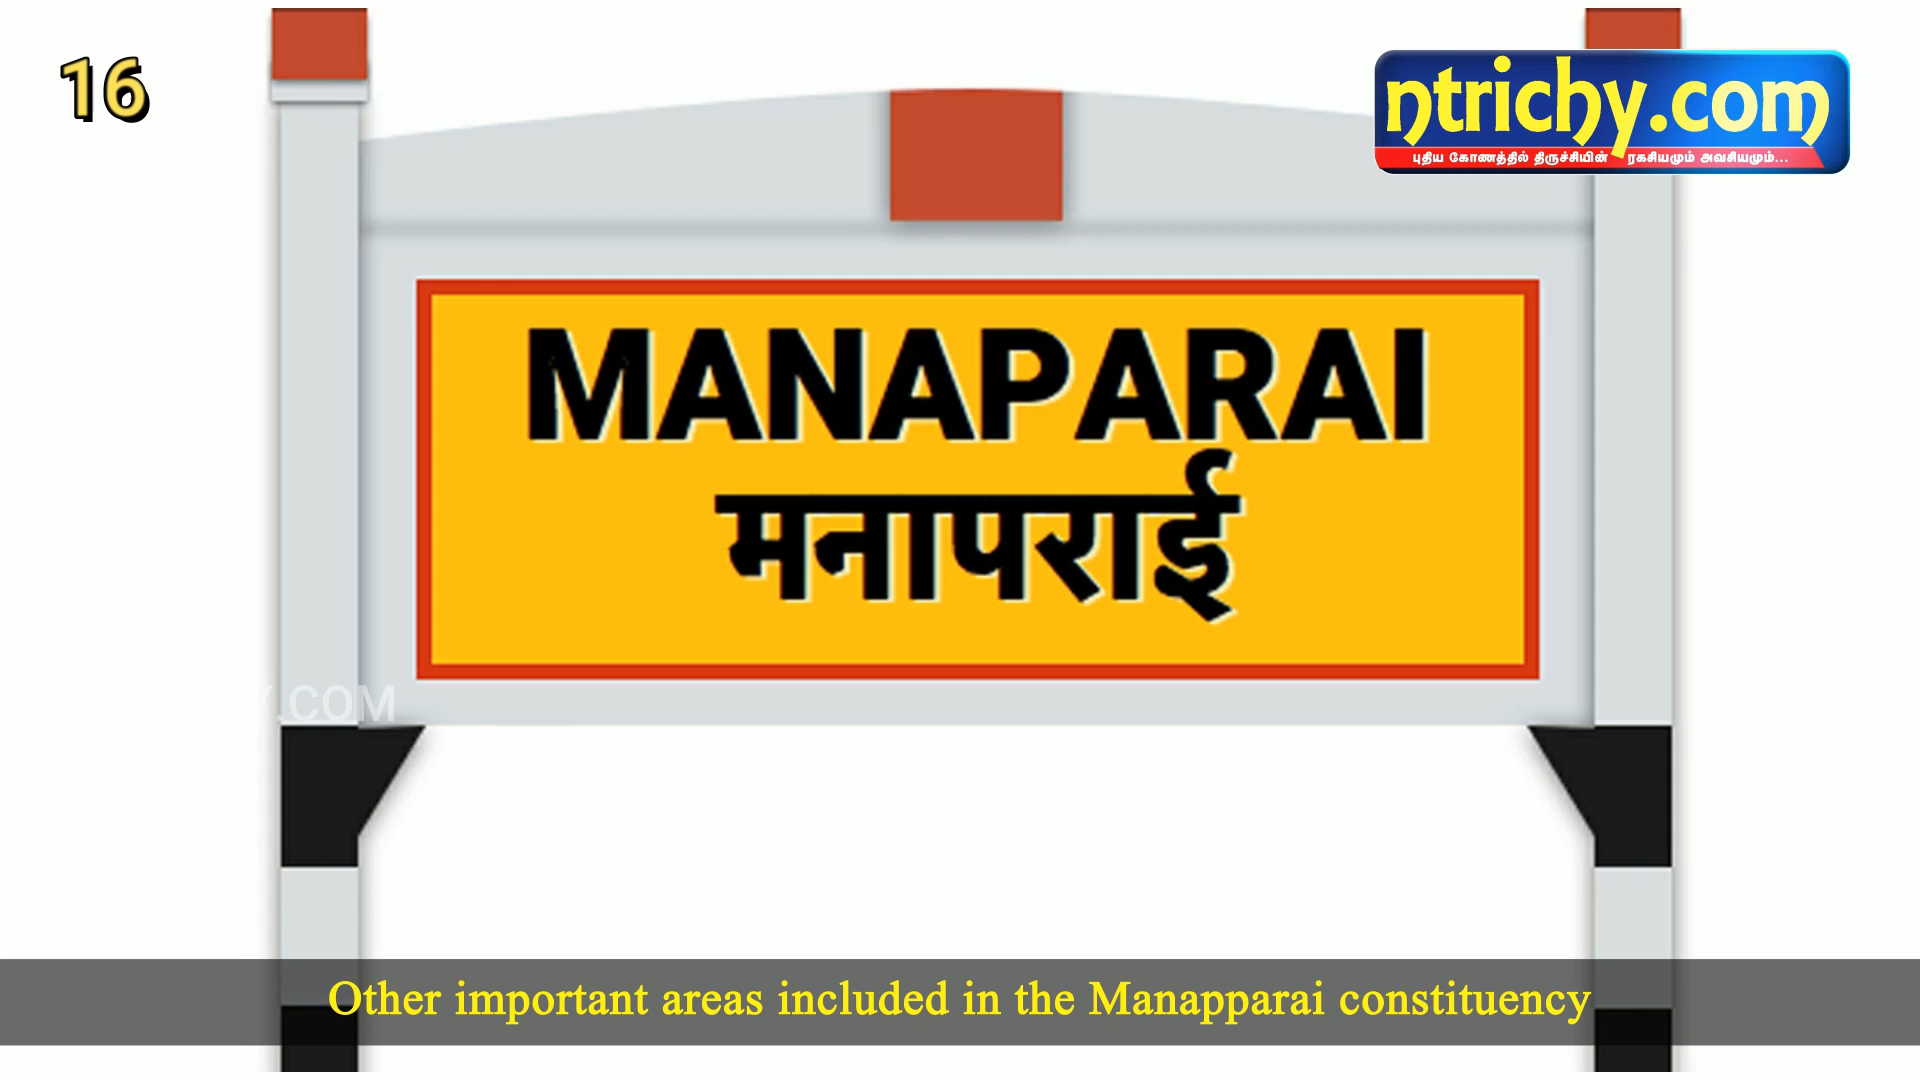 16
ntrichy.com
புதிய கோணத்தில் திருச்சியின் ரகசியமும் அவசியமும்...
MANAPARAI
मनापराई
.COM
Other important areas included in the Manapparai constituency